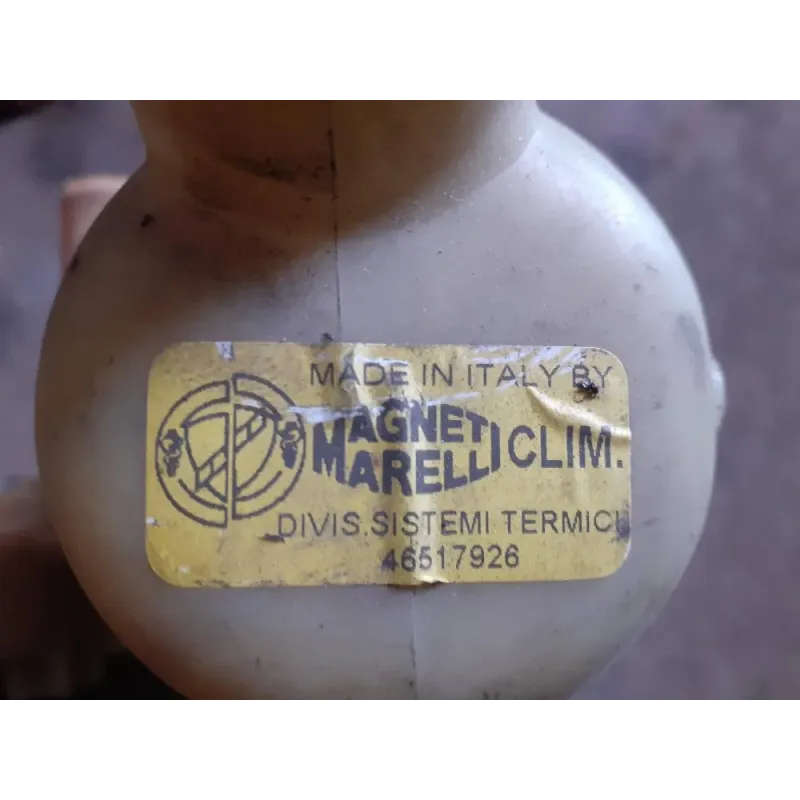 MADE IN ITALY BY
MAGNETI MARELLI CLIM.
DIVIS. SISTEMI TERMICI
46517926